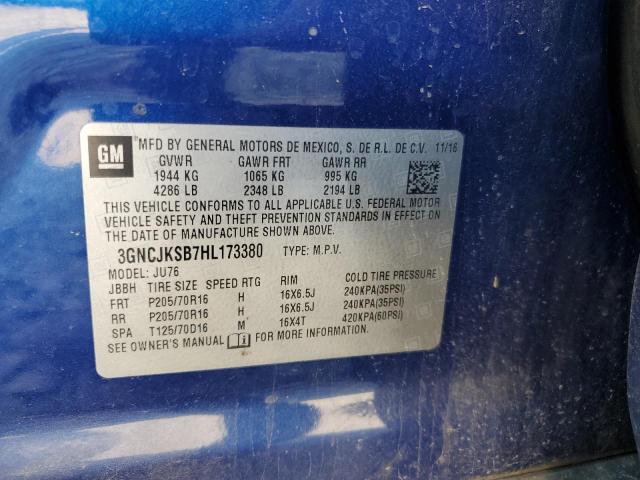 GM
MFD BY GENERAL MOTORS DE MEXICO, S. DE R.L. DE C.V. 11/16
GVWR GAWR FRT GAWR RR
1944 KG 1065 KG 995 KG
4286 LB 2348 LB 2194 LB
THIS VEHICLE CONFORMS TO ALL APPLICABLE U.S. FEDERAL MOTOR
VEHICLE SAFETY AND THEFT PREVENTION STANDARDS IN EFFECT ON
THE DATE OF MANUFACTURE SHOWN ABOVE.
3GNCJKSB7HL173380 TYPE: M.P.V.
MODEL: JU76
JBBH TIRE SIZE SPEED RTG RIM COLD TIRE PRESSURE
FRT P205/70R16 H 16X6.5J 240KPA(35PSI)
RR P205/70R16 H 16X6.5J 240KPA(35PSI)
SPA T125/70D16 M 16X4T 420KPA(60PSI)
SEE OWNER'S MANUAL FOR MORE INFORMATION.